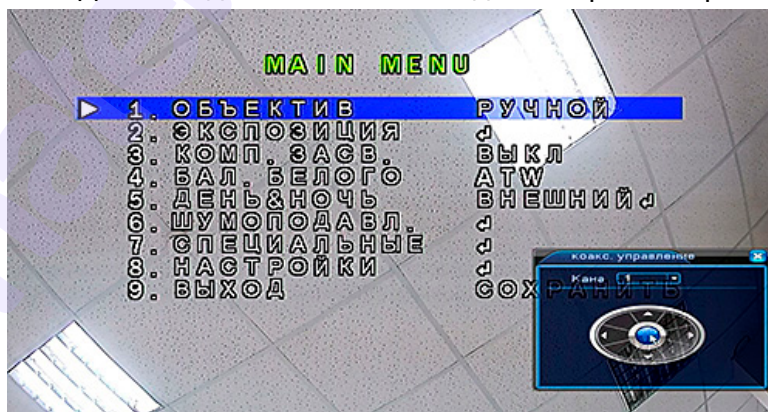 MAIN MENU
1. ОБЪЕКТИВ РУЧНОЙ
2. ЭКСПОЗИЦИЯ
3. КОМП. ЗАСВ. ВЫКЛ
4. БАЛ. БЕЛОГО ATW
5. ДЕНЬ&НОЧЬ ВНЕШНИЙ
6. ШУМОПОДАВЛ.
7. СПЕЦИАЛЬНЫЕ
8. НАСТРОЙКИ
9. ВЫХОД СОХРАНИТЬ
коакс. управление
Кана 1